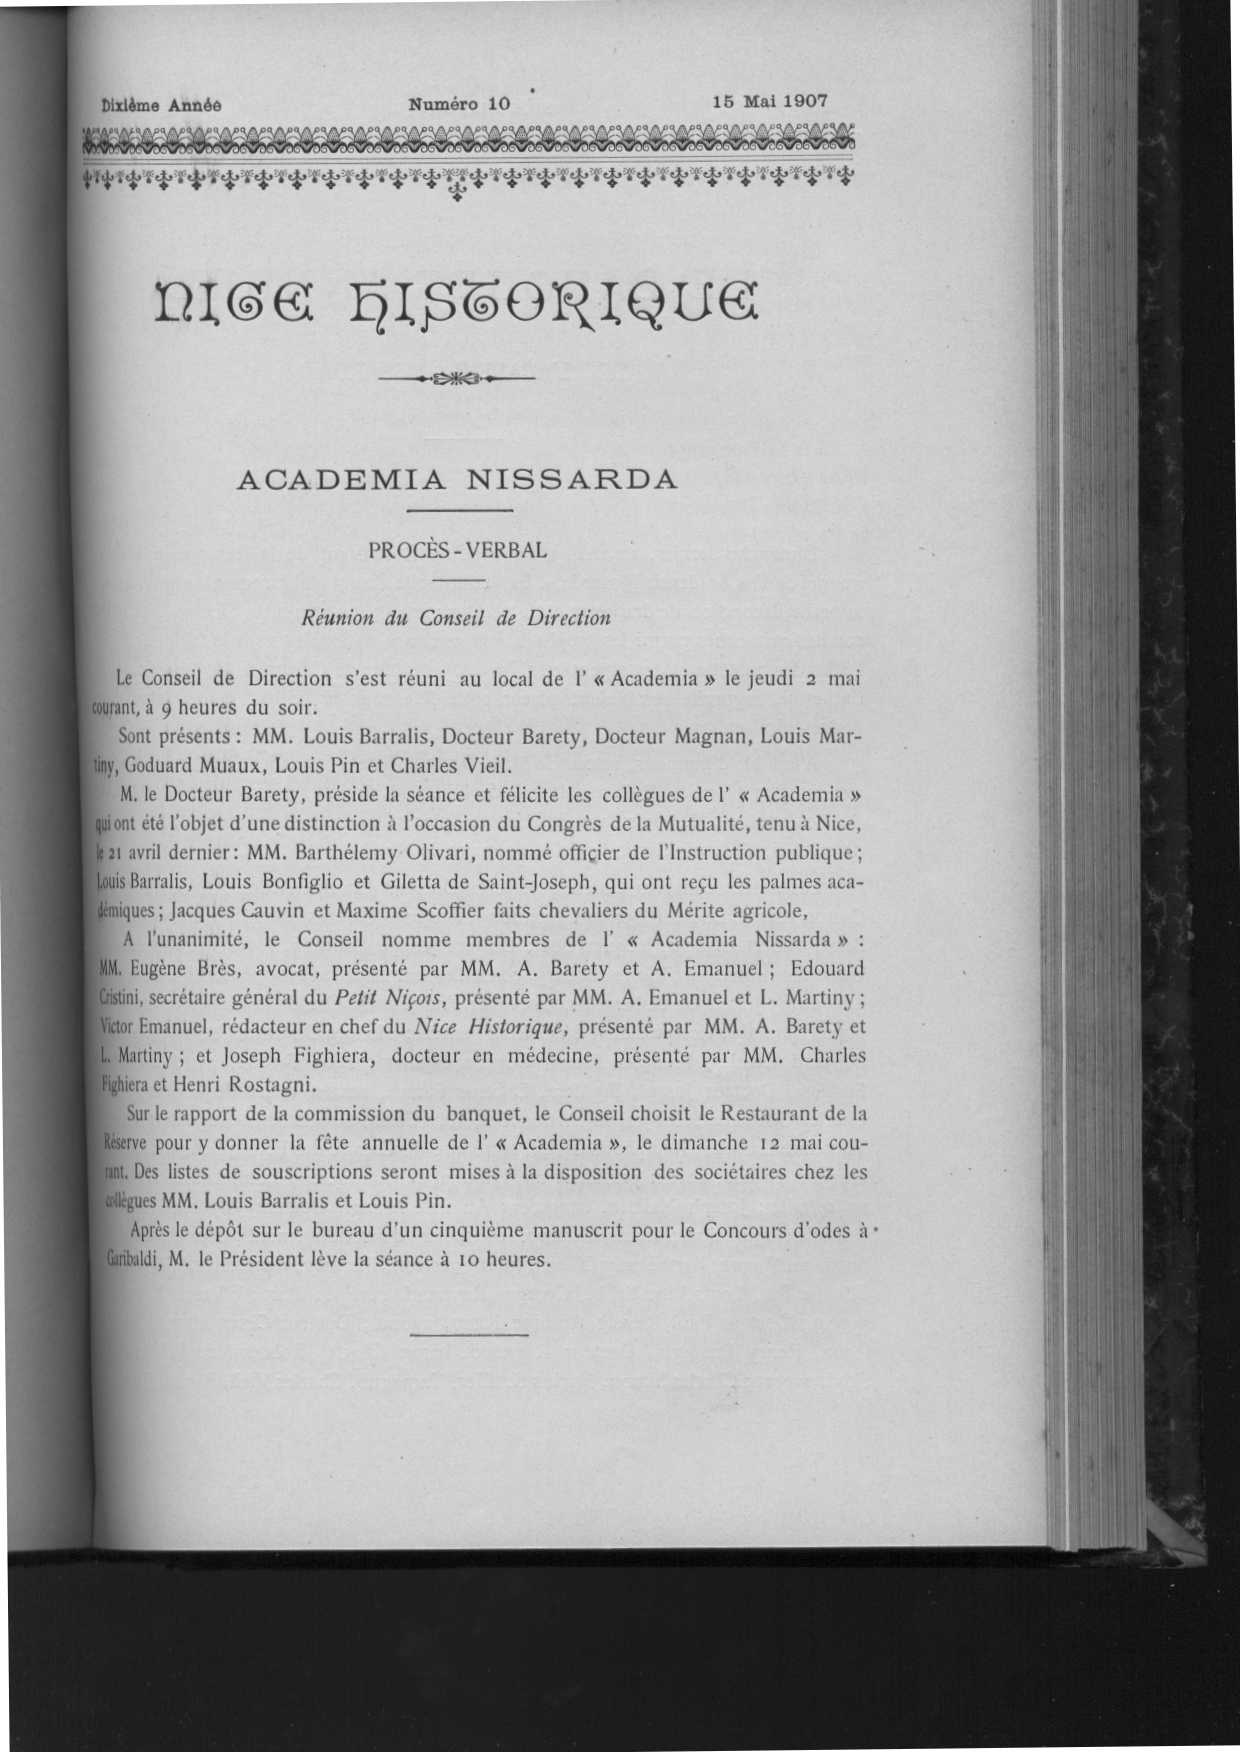 Dixième Année Numéro 10 15 Mai 1907
NICE HISTORIQUE
ACADEMIA NISSARDA
PROCÈS-VERBAL
Réunion du Conseil de Direction
Le Conseil de Direction s'est réuni au local de l' « Academia » le jeudi 2 mai
courant, à 9 heures du soir.
Sont présents : MM. Louis Barralis, Docteur Barety, Docteur Magnan, Louis Mar-
tiny, Goduard Muaux, Louis Pin et Charles Vieil.
M. le Docteur Barety, préside la séance et félicite les collègues de l' « Academia »
qui ont été l'objet d'une distinction à l'occasion du Congrès de la Mutualité, tenu à Nice,
le 21 avril dernier : MM. Barthélemy Olivari, nommé officier de l'Instruction publique ;
Louis Barralis, Louis Bonfiglio et Giletta de Saint-Joseph, qui ont reçu les palmes aca-
démiques ; Jacques Cauvin et Maxime Scoffier faits chevaliers du Mérite agricole,
A l'unanimité, le Conseil nomme membres de l' « Academia Nissarda » :
MM. Eugène Brès, avocat, présenté par MM. A. Barety et A. Emanuel ; Edouard
Cristini, secrétaire général du Petit Niçois, présenté par MM. A. Emanuel et L. Martiny ;
Victor Emanuel, rédacteur en chef du Nice Historique, présenté par MM. A. Barety et
L. Martiny ; et Joseph Fighiera, docteur en médecine, présenté par MM. Charles
Fighiera et Henri Rostagni.
Sur le rapport de la commission du banquet, le Conseil choisit le Restaurant de la
Réserve pour y donner la fête annuelle de l' « Academia », le dimanche 12 mai cou-
rant. Des listes de souscriptions seront mises à la disposition des sociétaires chez les
collègues MM. Louis Barralis et Louis Pin.
Après le dépôt sur le bureau d'un cinquième manuscrit pour le Concours d'odes à
Garibaldi, M. le Président lève la séance à 10 heures.